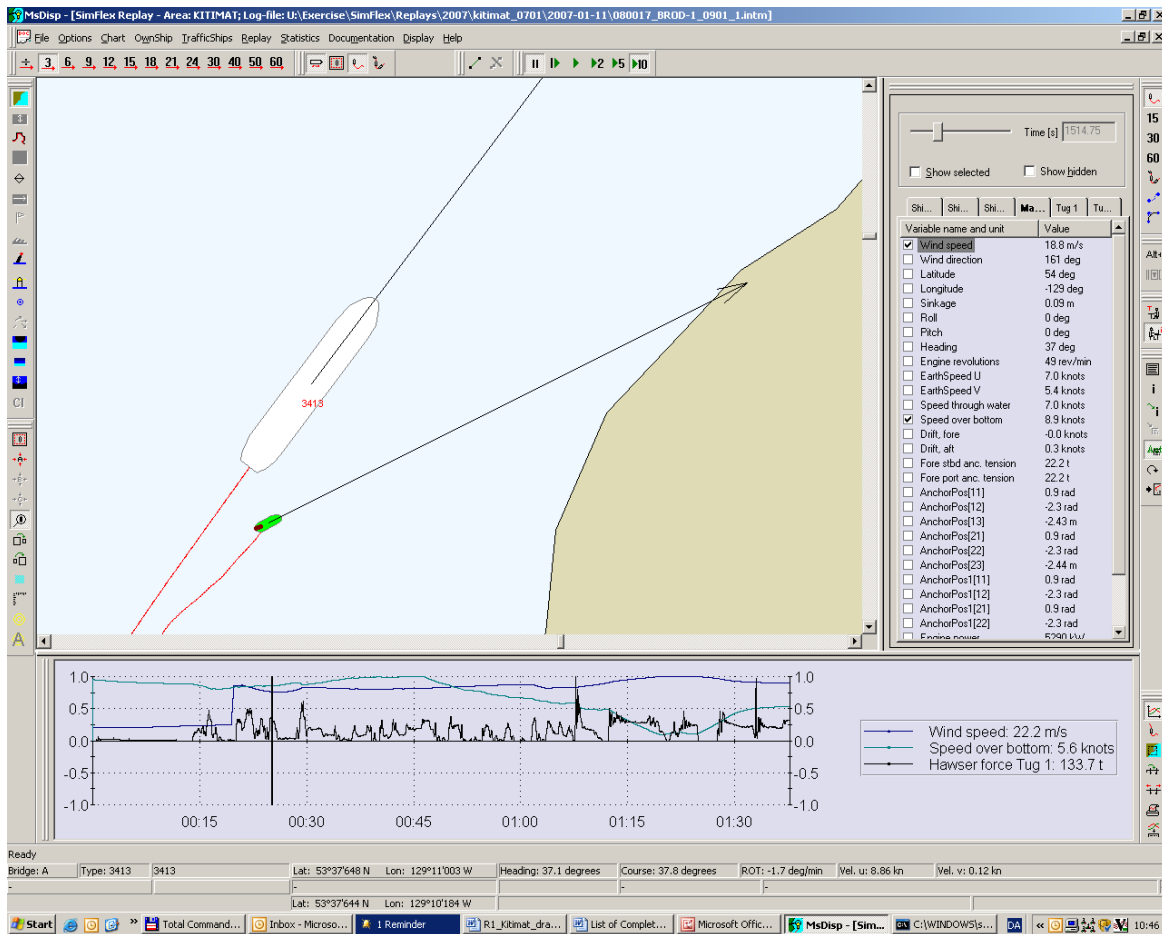 MsDisp - [SimFlex Replay - Area: KITIMAT; Log-file: U:\Exercise\SimFlex\Replays\2007\kitimat_0701\2007-01-11\080017_BROD-1_0901_1.intm]
File Options Chart OwnShip TrafficShips Replay Statistics Documentation Display Help
3 6 9 12 15 18 21 24 30 40 50 60 2 5 10
Time [s] 1514.75
Show selected Show hidden
Shi... Shi... Shi... Ma... Tug 1 Tu...
Variable name and unit Value
Wind speed 18.8 m/s
Wind direction 161 deg
Latitude 54 deg
Longitude -129 deg
Sinkage 0.09 m
Roll 0 deg
Pitch 0 deg
Heading 37 deg
Engine revolutions 49 rev/min
EarthSpeed U 7.0 knots
EarthSpeed V 5.4 knots
Speed through water 7.0 knots
Speed over bottom 8.9 knots
Drift, fore -0.0 knots
Drift, aft 0.3 knots
Fore stbd anc. tension 22.2 t
Fore port anc. tension 22.2 t
AnchorPos[11] 0.9 rad
AnchorPos[12] -2.3 rad
AnchorPos[13] -2.43 m
AnchorPos[21] 0.9 rad
AnchorPos[22] -2.3 rad
AnchorPos[23] -2.44 m
AnchorPos1[11] 0.9 rad
AnchorPos1[12] -2.3 rad
AnchorPos1[21] 0.9 rad
AnchorPos1[22] -2.3 rad
Engine power 5290 kW
3413
15
30
60
Alt+
CI
A
1.0 1.0
0.5 0.5
0.0 0.0
-0.5 -0.5
-1.0 -1.0
00:15 00:30 00:45 01:00 01:15 01:30
Wind speed: 22.2 m/s
Speed over bottom: 5.6 knots
Hawser force Tug 1: 133.7 t
Ready
Bridge: A Type: 3413 3413 Lat: 53°37'648 N Lon: 129°11'003 W Heading: 37.1 degrees Course: 37.8 degrees ROT: -1.7 deg/min Vel. u: 8.86 kn Vel. v: 0.12 kn
- - - -
Lat: 53°37'644 N Lon: 129°10'184 W
Start » Total Comman... Inbox - Microso... 1 Reminder R1_Kitimat_dra... List of Complet... Microsoft Offic... MsDisp - [Sim... C:\WINDOWS\s... DA « 10:46